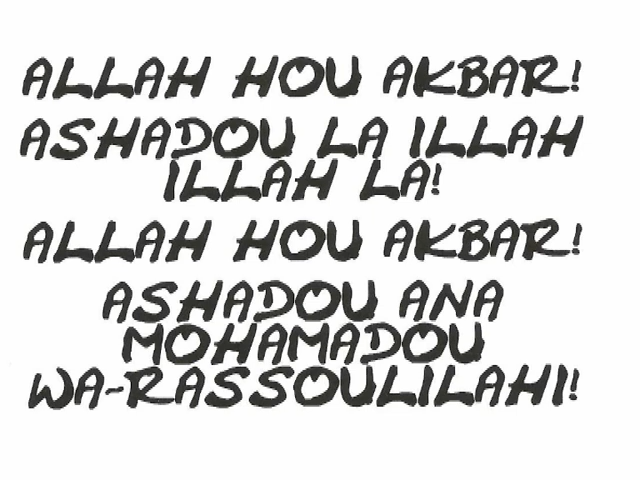 ALLAH HOU AKBAR!
ASHADOU LA ILLAH
ILLAH LA!
ALLAH HOU AKBAR!
ASHADOU ANA
MOHAMADOU
WA-RASSOULILAHI!